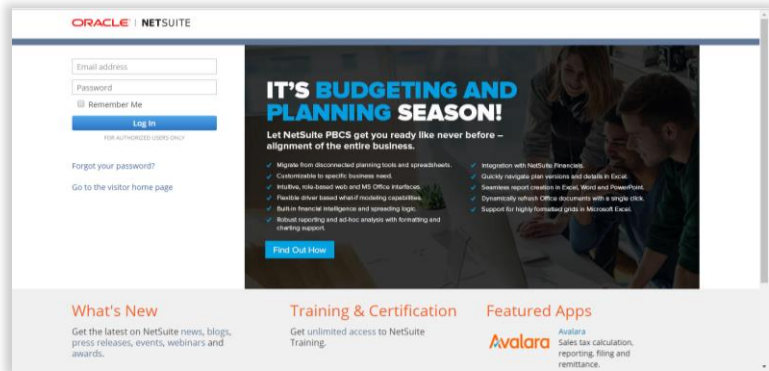 ORACLE | NETSUITE
Email address
Password
Remember Me
Log In
FOR AUTHORIZED USERS ONLY
Forgot your password?
Go to the visitor home page
IT'S BUDGETING AND
PLANNING SEASON!
Let NetSuite PBCS get you ready like never before –
alignment of the entire business.
Migrate from disconnected planning tools and spreadsheets.
Customizable to specific business need.
Intuitive, role-based web and MS Office interfaces.
Flexible driver based what-if modeling capabilities.
Built-in financial intelligence and spreading logic.
Robust reporting and ad-hoc analysis with formatting and
charting support.
Integration with NetSuite Financials.
Quickly navigate plan versions and details in Excel.
Seamless report creation in Excel, Word and PowerPoint.
Dynamically refresh Office documents with a single click.
Support for highly formatted grids in Microsoft Excel.
Find Out How
What's New
Get the latest on NetSuite news, blogs,
press releases, events, webinars and
awards.
Training & Certification
Get unlimited access to NetSuite
Training.
Featured Apps
Avalara
Avalara
Sales tax calculation,
reporting, filing and
remittance.